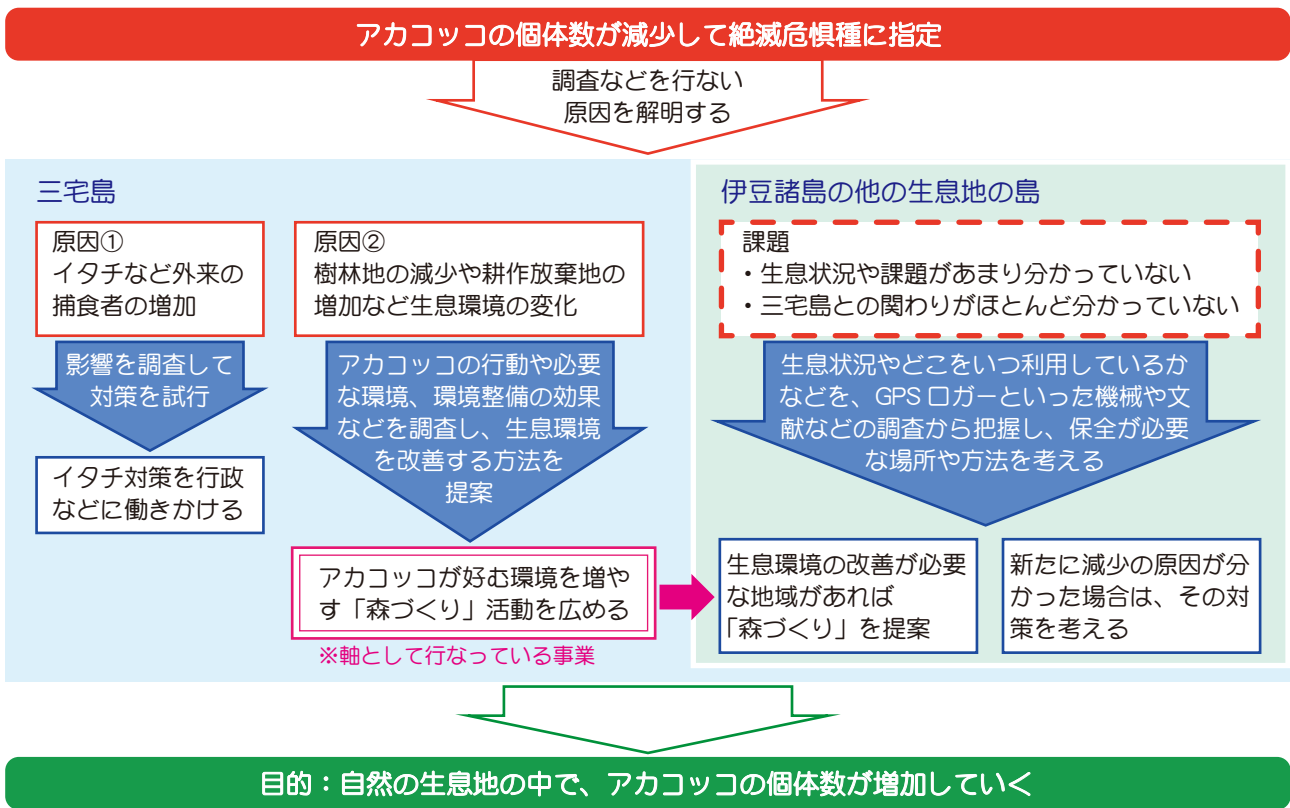 アカコッコの個体数が減少して絶滅危惧種に指定
調査などを行ない
原因を解明する
三宅島
原因①
イタチなど外来の
捕食者の増加
影響を調査して
対策を試行
イタチ対策を行政
などに働きかける
原因②
樹林地の減少や耕作放棄地の
増加など生息環境の変化
アカコッコの行動や必要
な環境、環境整備の効果
などを調査し、生息環境
を改善する方法を
提案
アカコッコが好む環境を増や
す「森づくり」活動を広める
※軸として行なっている事業
伊豆諸島の他の生息地の島
課題
・生息状況や課題があまり分かっていない
・三宅島との関わりがほとんど分かっていない
生息状況やどこをいつ利用しているか
などを、GPS ロガーといった機械や文
献などの調査から把握し、保全が必要
な場所や方法を考える
生息環境の改善が必要
な地域があれば
「森づくり」を提案
新たに減少の原因が分
かった場合は、その対
策を考える
目的：自然の生息地の中で、アカコッコの個体数が増加していく